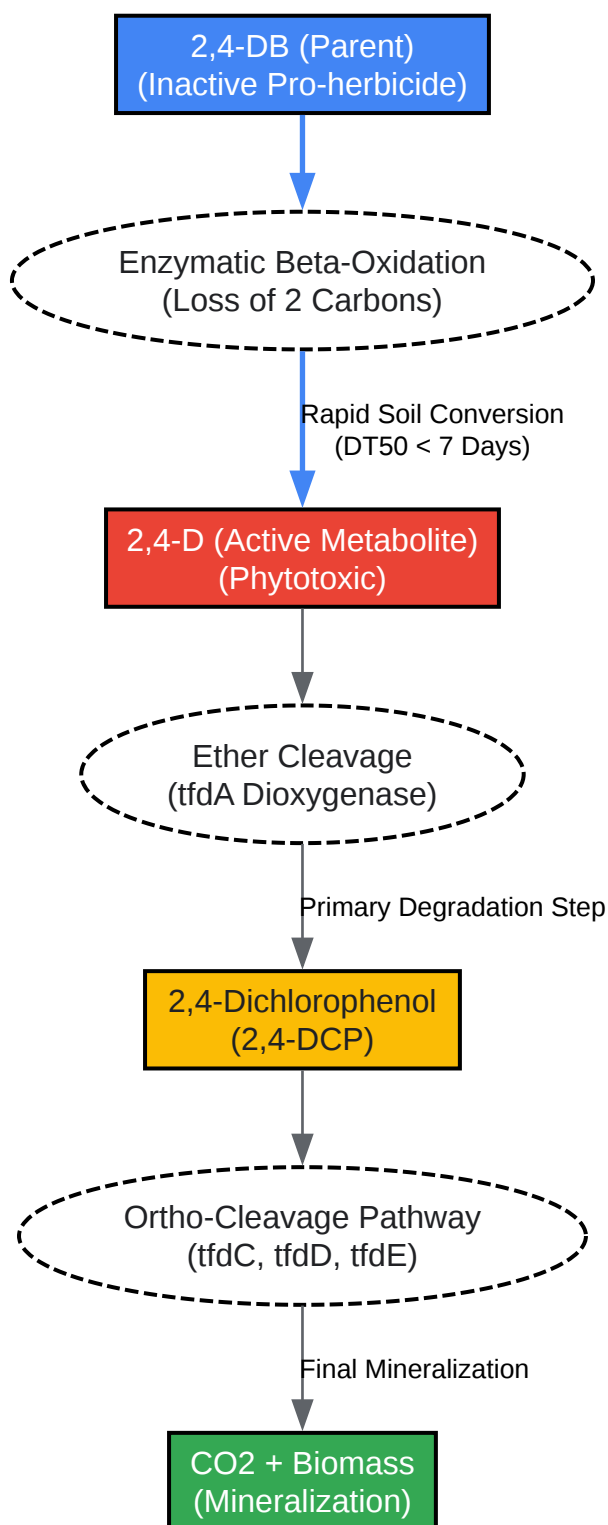 2,4-DB (Parent)
(Inactive Pro-herbicide)
Enzymatic Beta-Oxidation
(Loss of 2 Carbons)
Rapid Soil Conversion
(DT50 < 7 Days)
2,4-D (Active Metabolite)
(Phytotoxic)
Ether Cleavage
(tfdA Dioxygenase)
Primary Degradation Step
2,4-Dichlorophenol
(2,4-DCP)
Ortho-Cleavage Pathway
(tfdC, tfdD, tfdE)
Final Mineralization
CO2 + Biomass
(Mineralization)